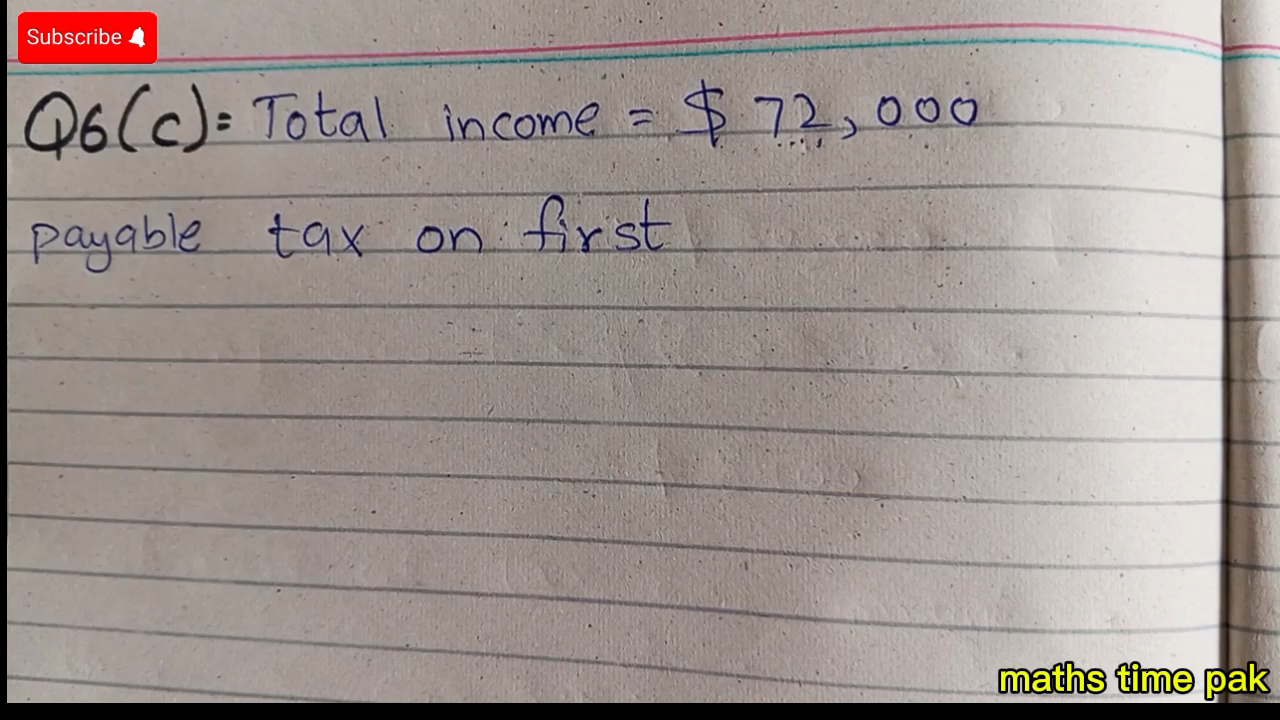 Subscribe
Q6(c):- Total income = $ 72,000
payable tax on first
maths time pak